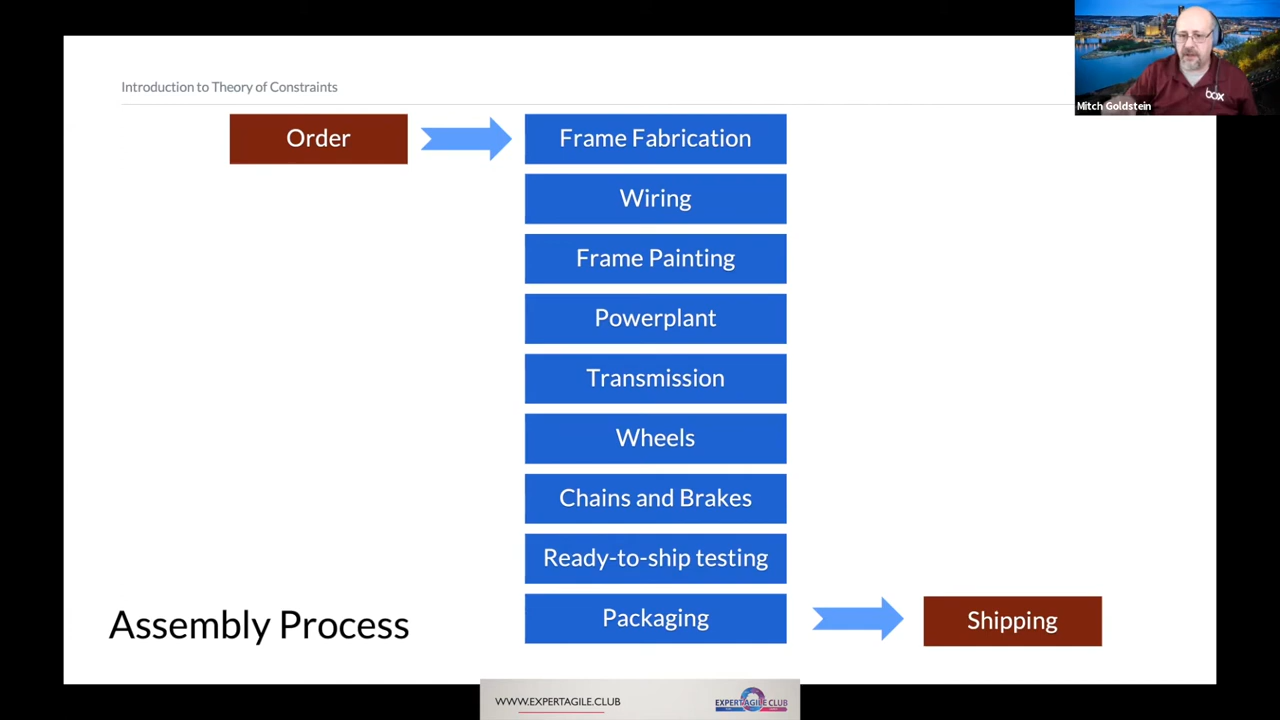 Introduction to Theory of Constraints
Mitch Goldstein
box
Order
Frame Fabrication
Wiring
Frame Painting
Powerplant
Transmission
Wheels
Chains and Brakes
Ready-to-ship testing
Packaging
Shipping
Assembly Process
WWW.EXPERTAGILE.CLUB
EXPERTAGILE.CLUB